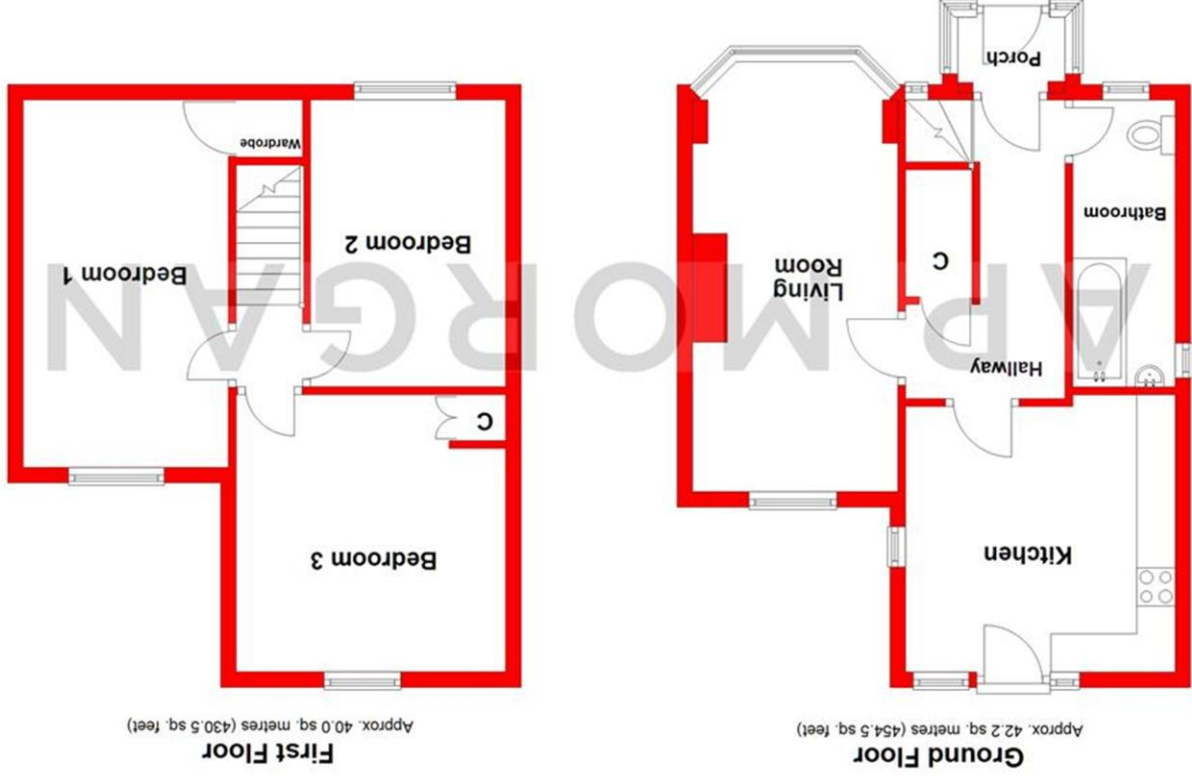 Ground Floor
Approx. 42.2 sq. metres (454.5 sq. feet)
Kitchen
Hallway
Living
Room
C
Bathroom
Porch
First Floor
Approx. 40.0 sq. metres (430.5 sq. feet)
Bedroom 3
C
Bedroom 1
Bedroom 2
Wardrobe
AP MORGAN